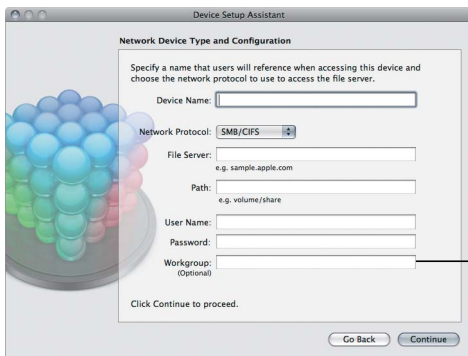 Device Setup Assistant
Network Device Type and Configuration
Specify a name that users will reference when accessing this device and
choose the network protocol to use to access the file server.
Device Name:
Network Protocol: SMB/CIFS
File Server:
e.g. sample.apple.com
Path:
e.g. volume/share
User Name:
Password:
Workgroup:
(Optional)
Click Continue to proceed.
Go Back Continue